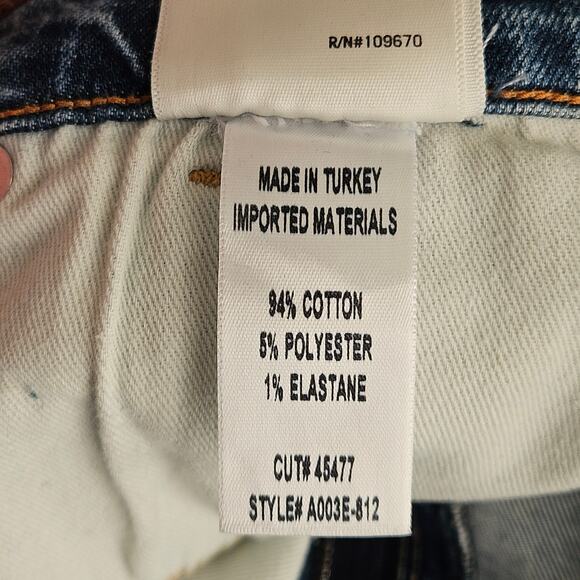 R/N#109670
MADE IN TURKEY
IMPORTED MATERIALS
94% COTTON
5% POLYESTER
1% ELASTANE
CUT# 45477
STYLE# A003E-812